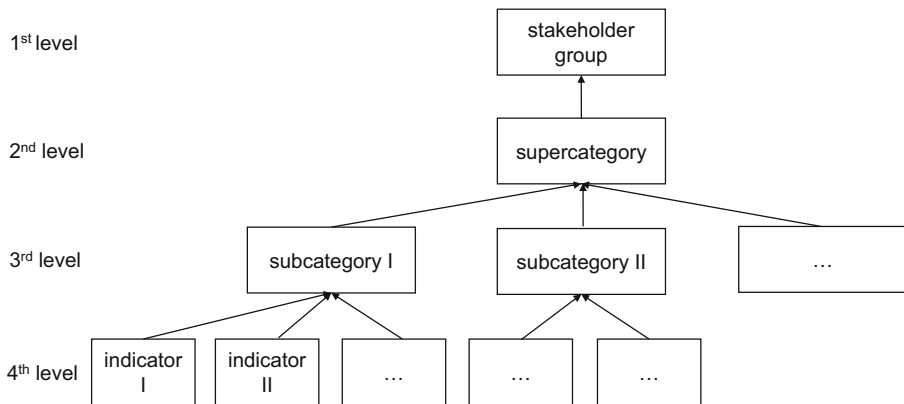 1st level
stakeholder
group
2nd level
supercategory
3rd level
subcategory I
subcategory II
…
4th level
indicator
I
indicator
II
…
…
…